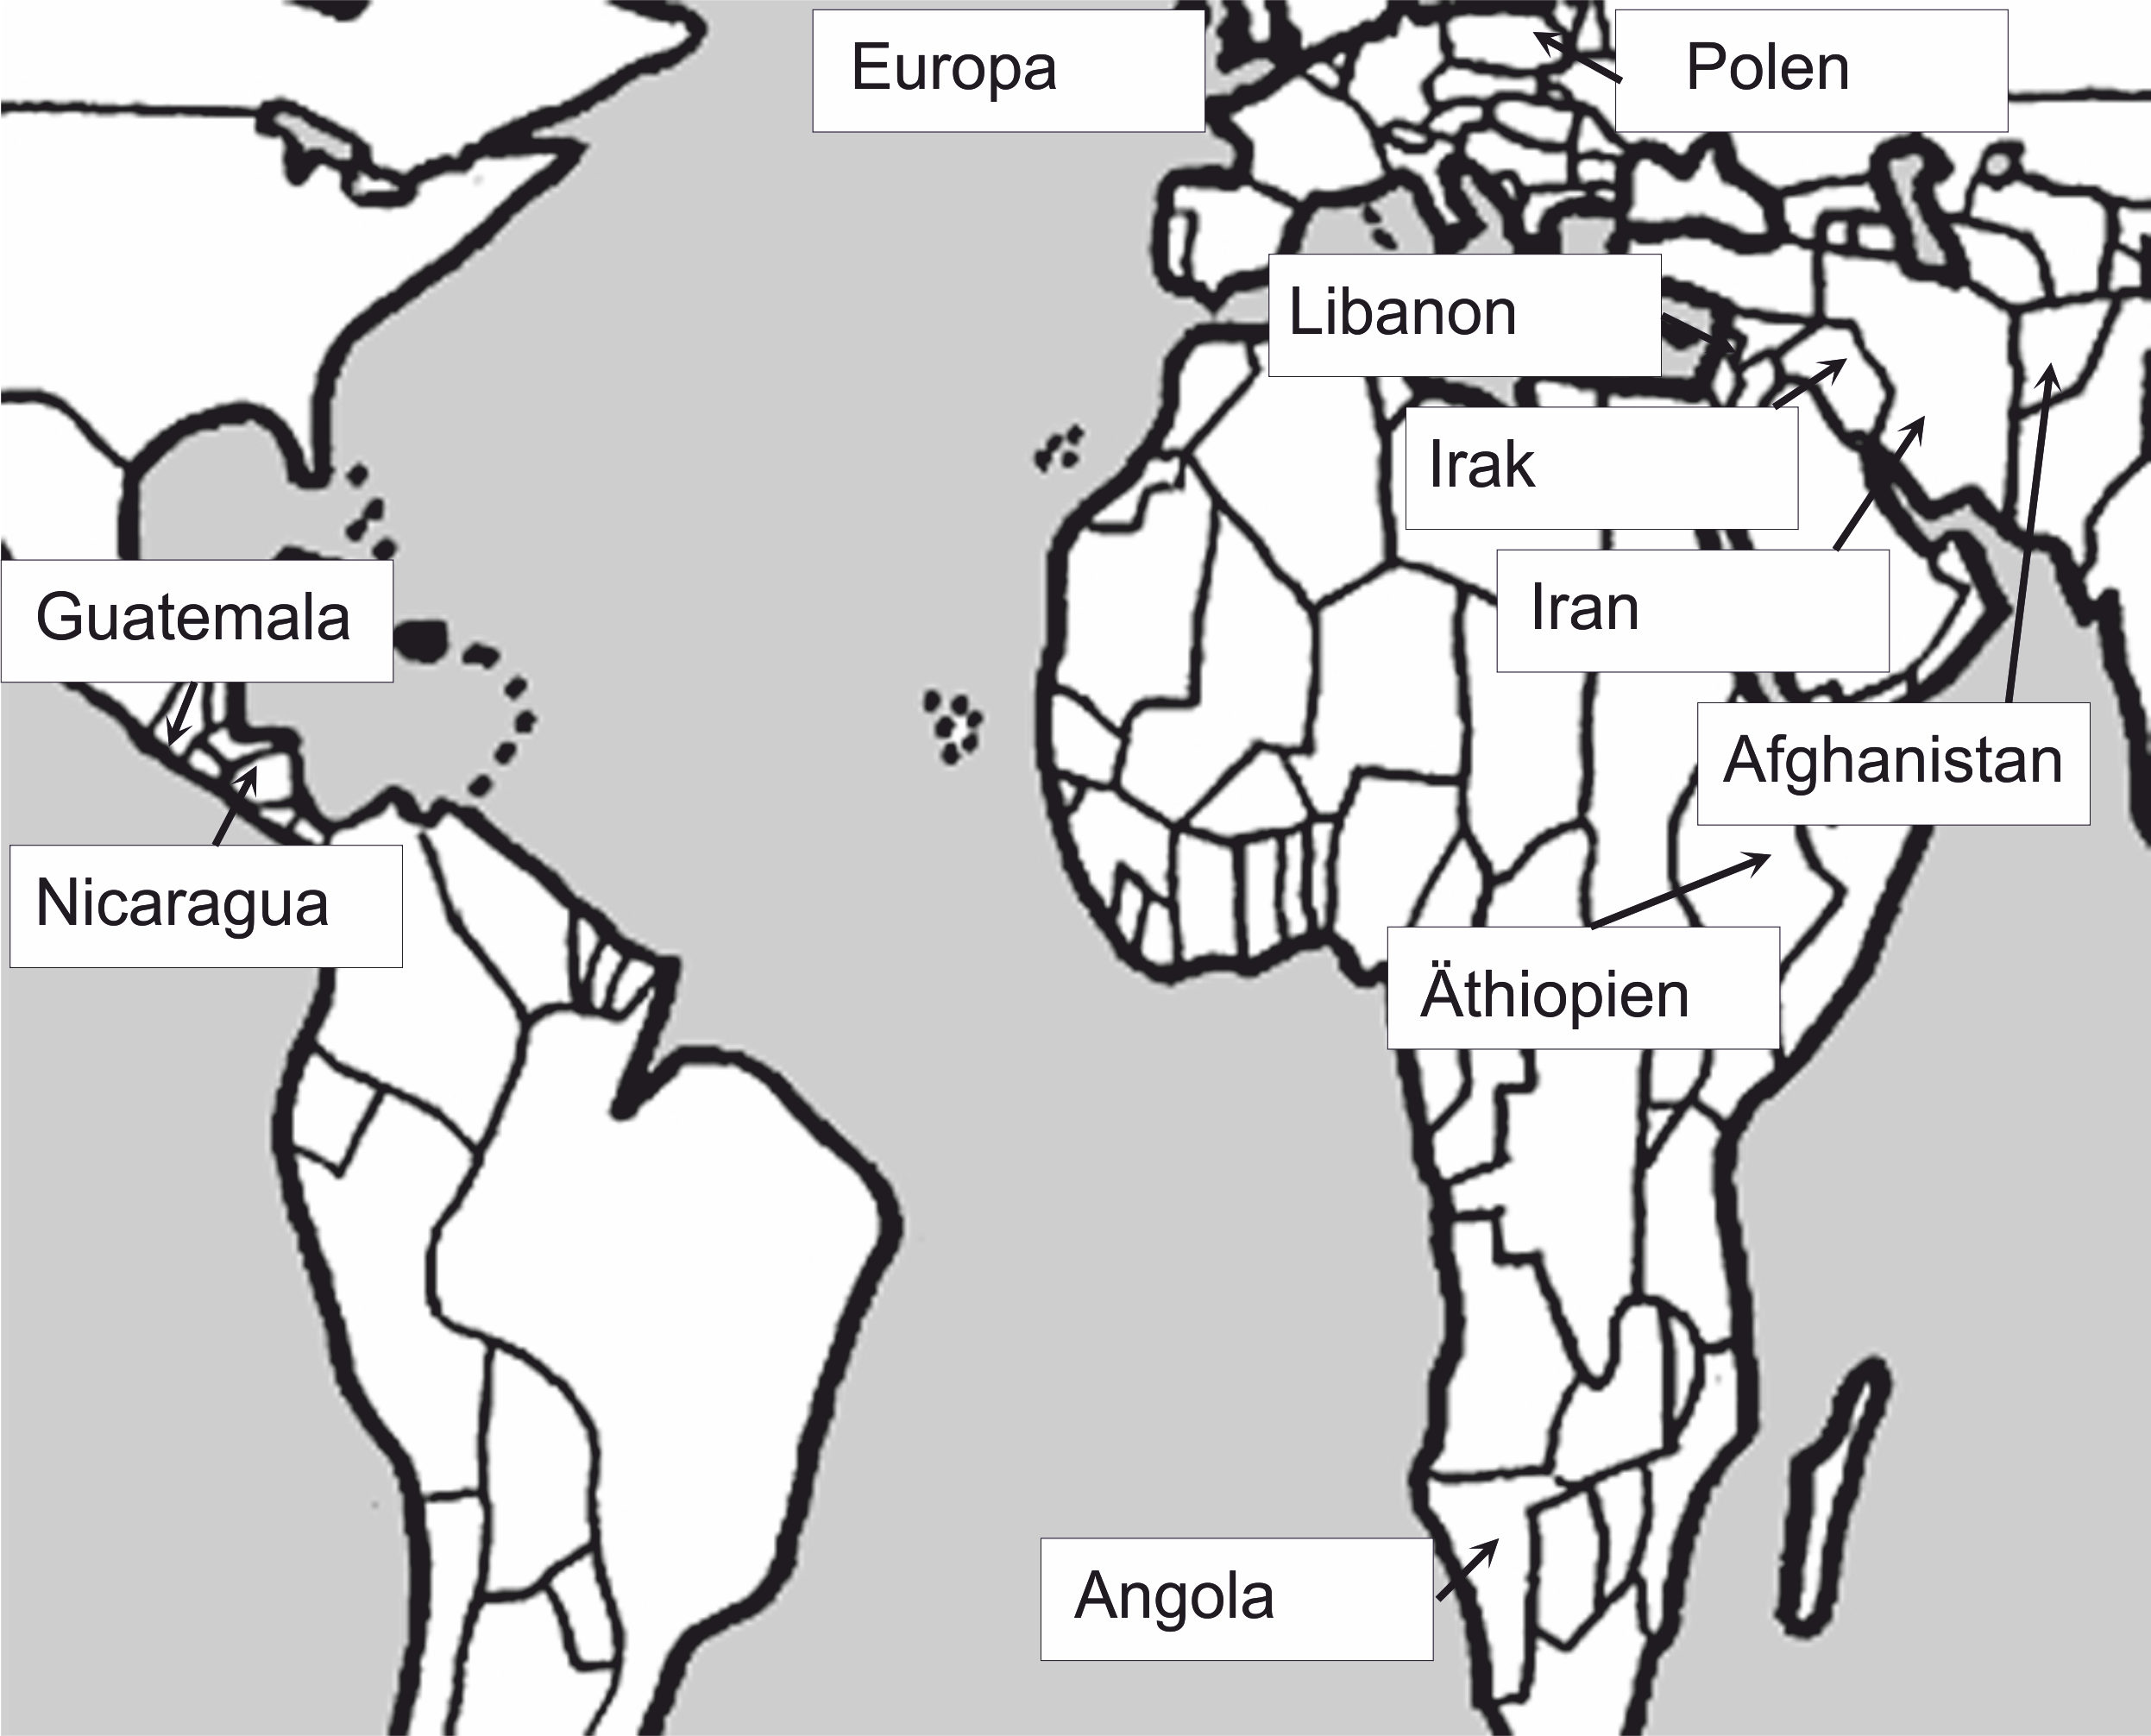 Europa
Polen
Libanon
Irak
Iran
Guatemala
Afghanistan
Nicaragua
Äthiopien
Angola